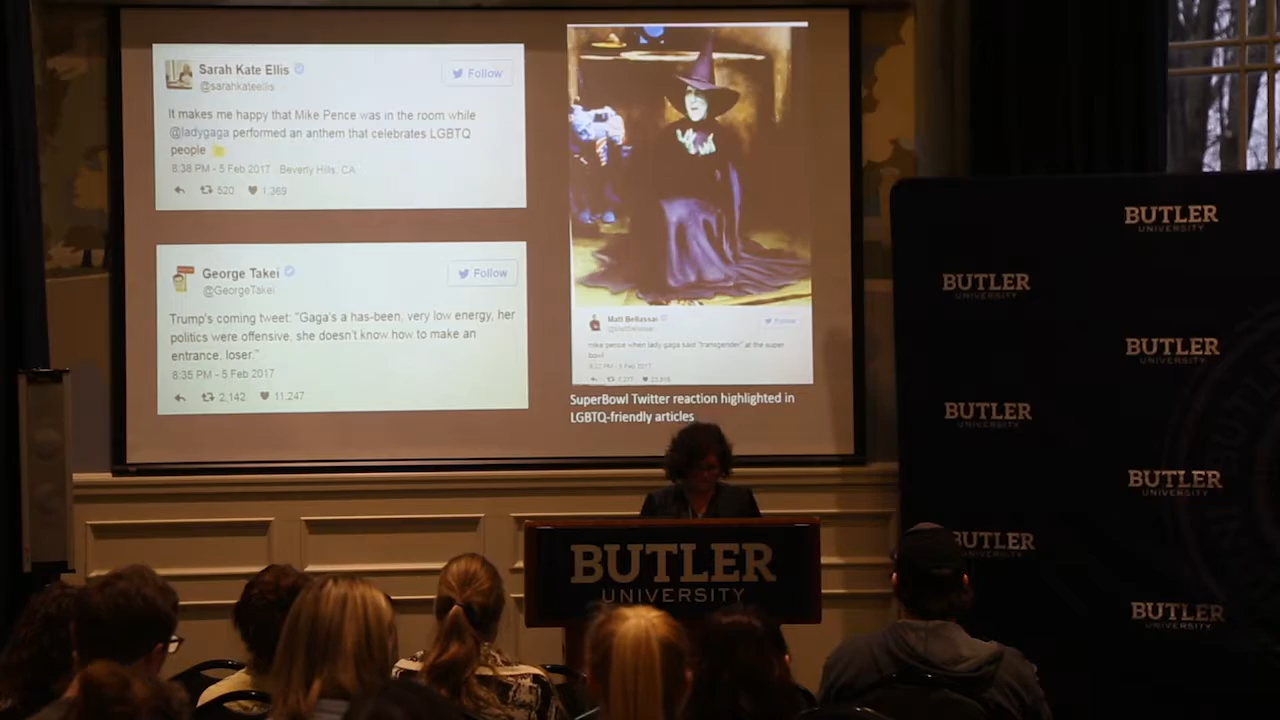 Sarah Kate Ellis
@sarahkateellis
Follow
It makes me happy that Mike Pence was in the room while
@ladygaga performed an anthem that celebrates LGBTQ
people
8:38 PM - 5 Feb 2017 Beverly Hills, CA
520 1,369
George Takei
@GeorgeTakei
Follow
Trump's coming tweet: "Gaga's a has-been, very low energy, her
politics were offensive, she doesn't know how to make an
entrance, loser."
8:35 PM - 5 Feb 2017
2,142 11,247
Matt Bellassai
Follow
mike pence when lady gaga said "transgender" at the super
bowl
5 Feb 2017
SuperBowl Twitter reaction highlighted in
LGBTQ-friendly articles
BUTLER
UNIVERSITY
BUTLER
UNIVERSITY
BUTLER
UNIVERSITY
BUTLER
UNIVERSITY
BUTLER
UNIVERSITY
BUTLER
UNIVERSITY
BUTLER
UNIVERSITY
BUTLER
UNIVERSITY